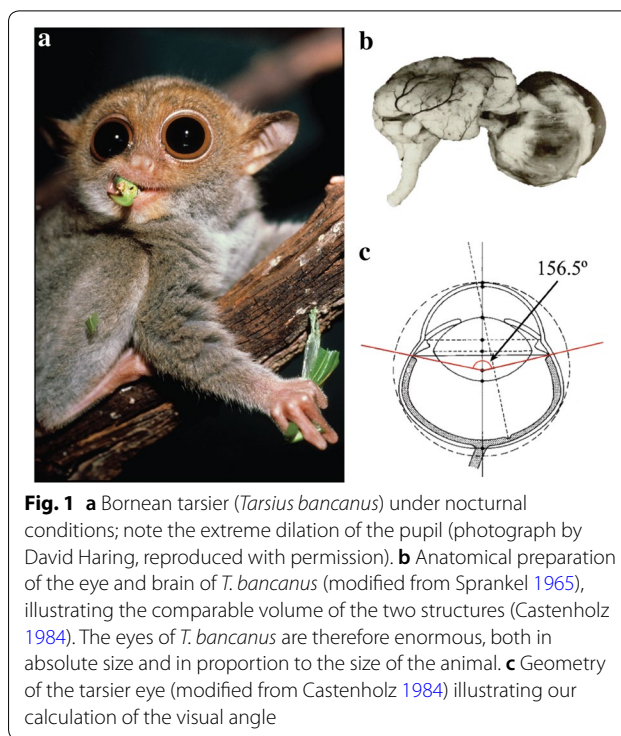 a
b
c
156.5º
Fig. 1 a Bornean tarsier (Tarsius bancanus) under nocturnal
conditions; note the extreme dilation of the pupil (photograph by
David Haring, reproduced with permission). b Anatomical preparation
of the eye and brain of T. bancanus (modified from Sprankel 1965),
illustrating the comparable volume of the two structures (Castenholz
1984). The eyes of T. bancanus are therefore enormous, both in
absolute size and in proportion to the size of the animal. c Geometry
of the tarsier eye (modified from Castenholz 1984) illustrating our
calculation of the visual angle